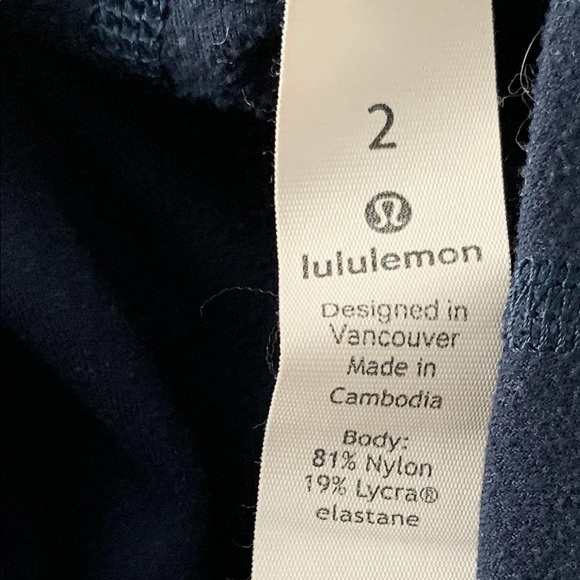 2
lululemon
Designed in
Vancouver
Made in
Cambodia
Body:
81% Nylon
19% Lycra®
elastane